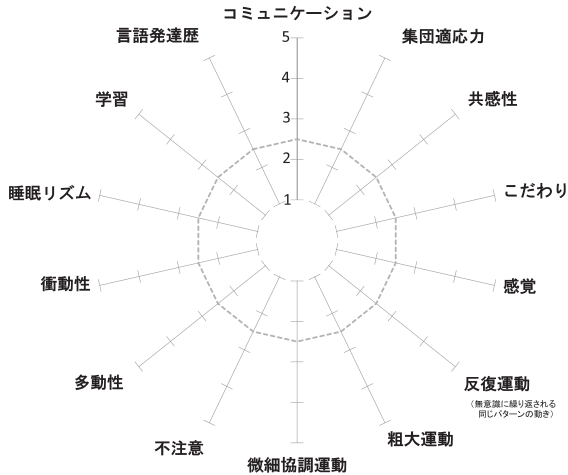 コミュニケーション
集団適応力
共感性
こだわり
感覚
反復運動
(無意識に繰り返される
同じパターンの動き)
粗大運動
微細協調運動
不注意
多動性
衝動性
睡眠リズム
学習
言語発達歴
5
4
3
2
1